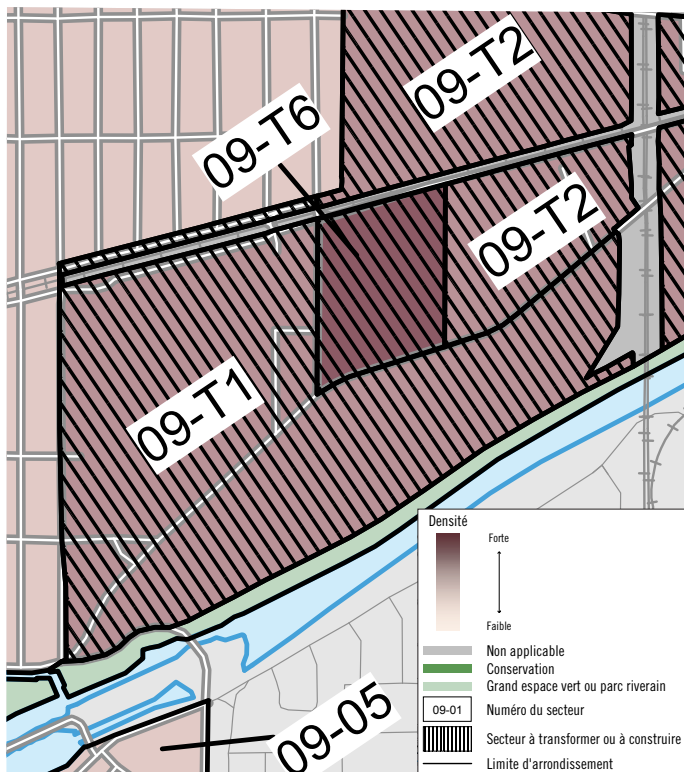 09-T2
09-T6
09-T2
09-T1
09-05
Densité
Forte
Faible
Non applicable
Conservation
Grand espace vert ou parc riverain
09-01
Numéro du secteur
Secteur à transformer ou à construire
Limite d'arrondissement